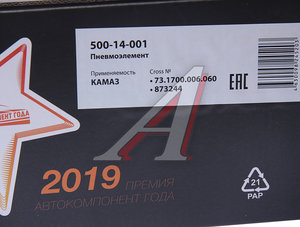 500-14-001
Пневмоэлемент
Применяемость
КАМАЗ
Cross №
73.1700.006.060
873244
EAC
2019 ПРЕМИЯ
АВТОКОМПОНЕНТ ГОДА
21
PAP